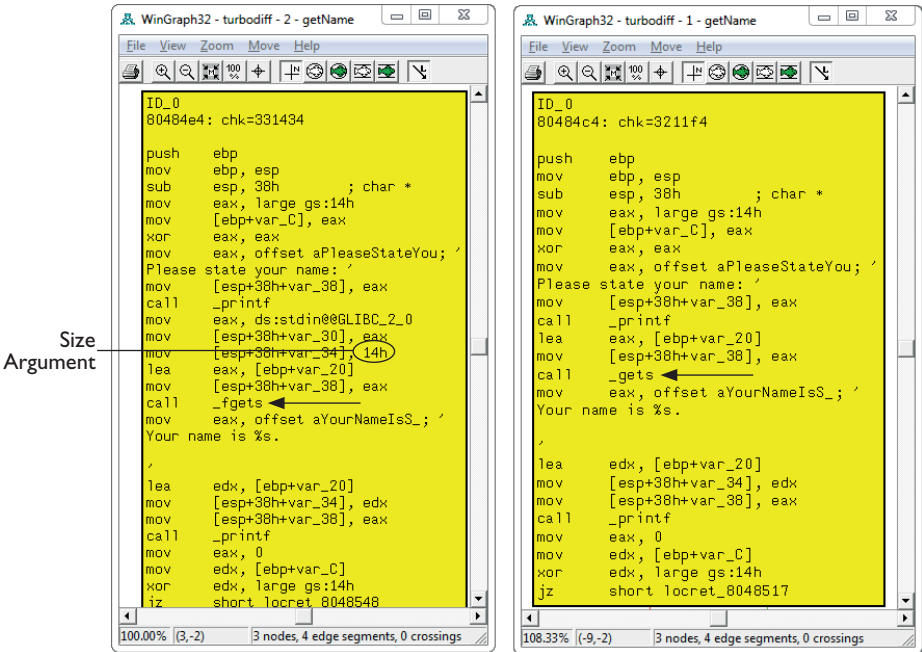 WinGraph32 - turbodiff - 2 - getName
File View Zoom Move Help
100 %
N
ID_0
80484e4: chk=331434
push ebp
mov ebp, esp
sub esp, 38h ; char *
mov eax, large gs:14h
mov [ebp+var_C], eax
xor eax, eax
mov eax, offset aPleaseStateYou; '
Please state your name: '
mov [esp+38h+var_38], eax
call _printf
mov eax, ds:stdin@@GLIBC_2_0
mov [esp+38h+var_30], eax
mov [esp+38h+var_34], 14h
lea eax, [ebp+var_20]
mov [esp+38h+var_38], eax
call _fgets
mov eax, offset aYourNameIsS_; '
Your name is %s.
'
lea edx, [ebp+var_20]
mov [esp+38h+var_34], edx
mov [esp+38h+var_38], eax
call _printf
mov eax, 0
mov edx, [ebp+var_C]
xor edx, large gs:14h
jz short locret_8048548
100.00% (3,-2) 3 nodes, 4 edge segments, 0 crossings
Size
Argument
WinGraph32 - turbodiff - 1 - getName
File View Zoom Move Help
100 %
N
ID_0
80484c4: chk=3211f4
push ebp
mov ebp, esp
sub esp, 38h ; char *
mov eax, large gs:14h
mov [ebp+var_C], eax
xor eax, eax
mov eax, offset aPleaseStateYou; '
Please state your name: '
mov [esp+38h+var_38], eax
call _printf
lea eax, [ebp+var_20]
mov [esp+38h+var_38], eax
call _gets
mov eax, offset aYourNameIsS_; '
Your name is %s.
'
lea edx, [ebp+var_20]
mov [esp+38h+var_34], edx
mov [esp+38h+var_38], eax
call _printf
mov eax, 0
mov edx, [ebp+var_C]
xor edx, large gs:14h
jz short locret_8048517
108.33% (-9,-2) 3 nodes, 4 edge segments, 0 crossings